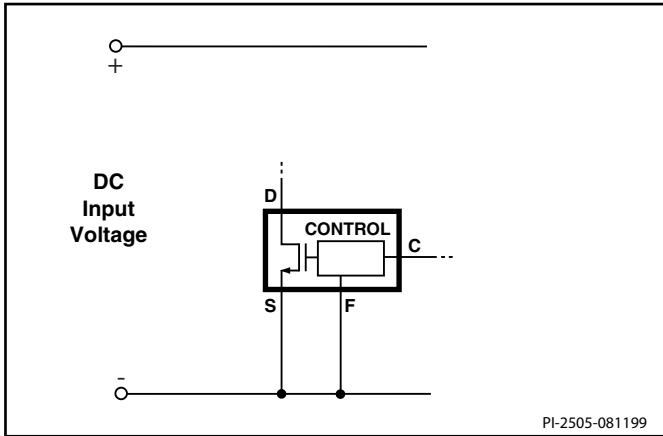 +
DC
Input
Voltage
D
CONTROL
C
S
F
-
PI-2505-081199